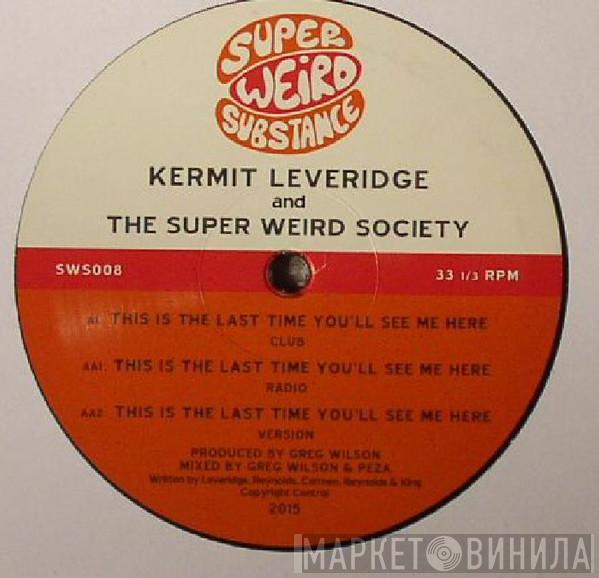 SUPER
WEIRD
SUBSTANCE
KERMIT LEVERIDGE
and
THE SUPER WEIRD SOCIETY
SWS008 33 1/3 RPM
A1: THIS IS THE LAST TIME YOU'LL SEE ME HERE
CLUB
AA1: THIS IS THE LAST TIME YOU'LL SEE ME HERE
RADIO
AA2: THIS IS THE LAST TIME YOU'LL SEE ME HERE
VERSION
PRODUCED BY GREG WILSON
MIXED BY GREG WILSON & PEZA
Written by Leveridge, Reynolds, Carmen, Reynolds & King
Copyright Control
2015
МАРКЕТ ВИНИЛА